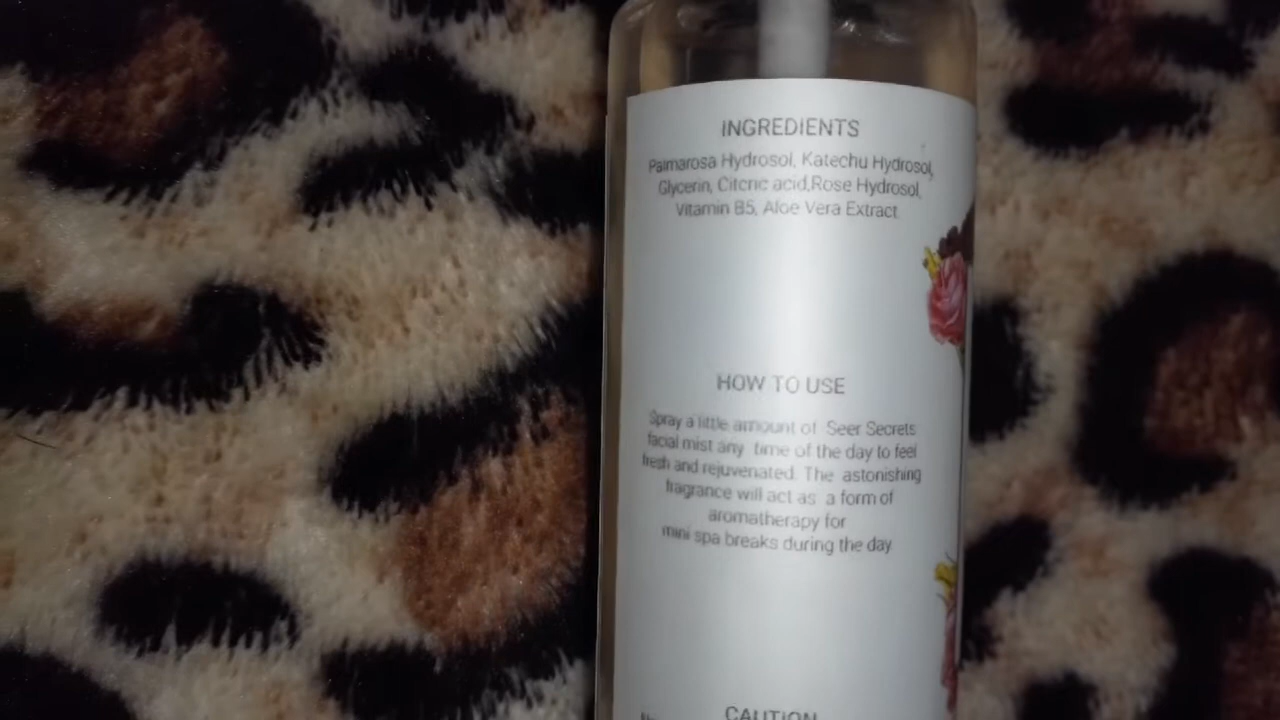 INGREDIENTS
Palmarosa Hydrosol, Katechu Hydrosol,
Glycerin, Citcric acid,Rose Hydrosol,
Vitamin B5, Aloe Vera Extract
HOW TO USE
Spray a little amount of Seer Secrets
facial mist any time of the day to feel
fresh and rejuvenated. The astonishing
fragrance will act as a form of
aromatherapy for
mini spa breaks during the day
CAUTION